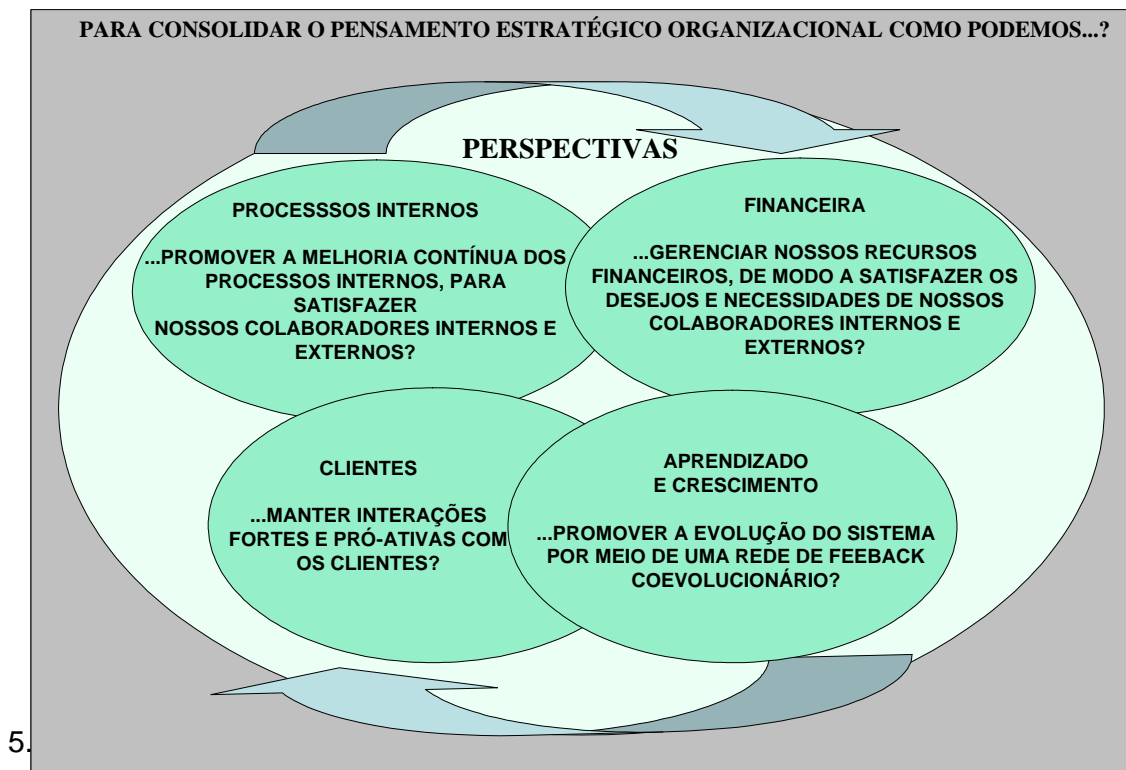 PARA CONSOLIDAR O PENSAMENTO ESTRATÉGICO ORGANIZACIONAL COMO PODEMOS...?
PERSPECTIVAS
PROCESSSOS INTERNOS
...PROMOVER A MELHORIA CONTÍNUA DOS
PROCESSOS INTERNOS, PARA
SATISFAZER
NOSSOS COLABORADORES INTERNOS E
EXTERNOS?
FINANCEIRA
...GERENCIAR NOSSOS RECURSOS
FINANCEIROS, DE MODO A SATISFAZER OS
DESEJOS E NECESSIDADES DE NOSSOS
COLABORADORES INTERNOS E
EXTERNOS?
CLIENTES
...MANTER INTERAÇÕES
FORTES E PRÓ-ATIVAS COM
OS CLIENTES?
APRENDIZADO
E CRESCIMENTO
...PROMOVER A EVOLUÇÃO DO SISTEMA
POR MEIO DE UMA REDE DE FEEBACK
COEVOLUCIONÁRIO?
5.